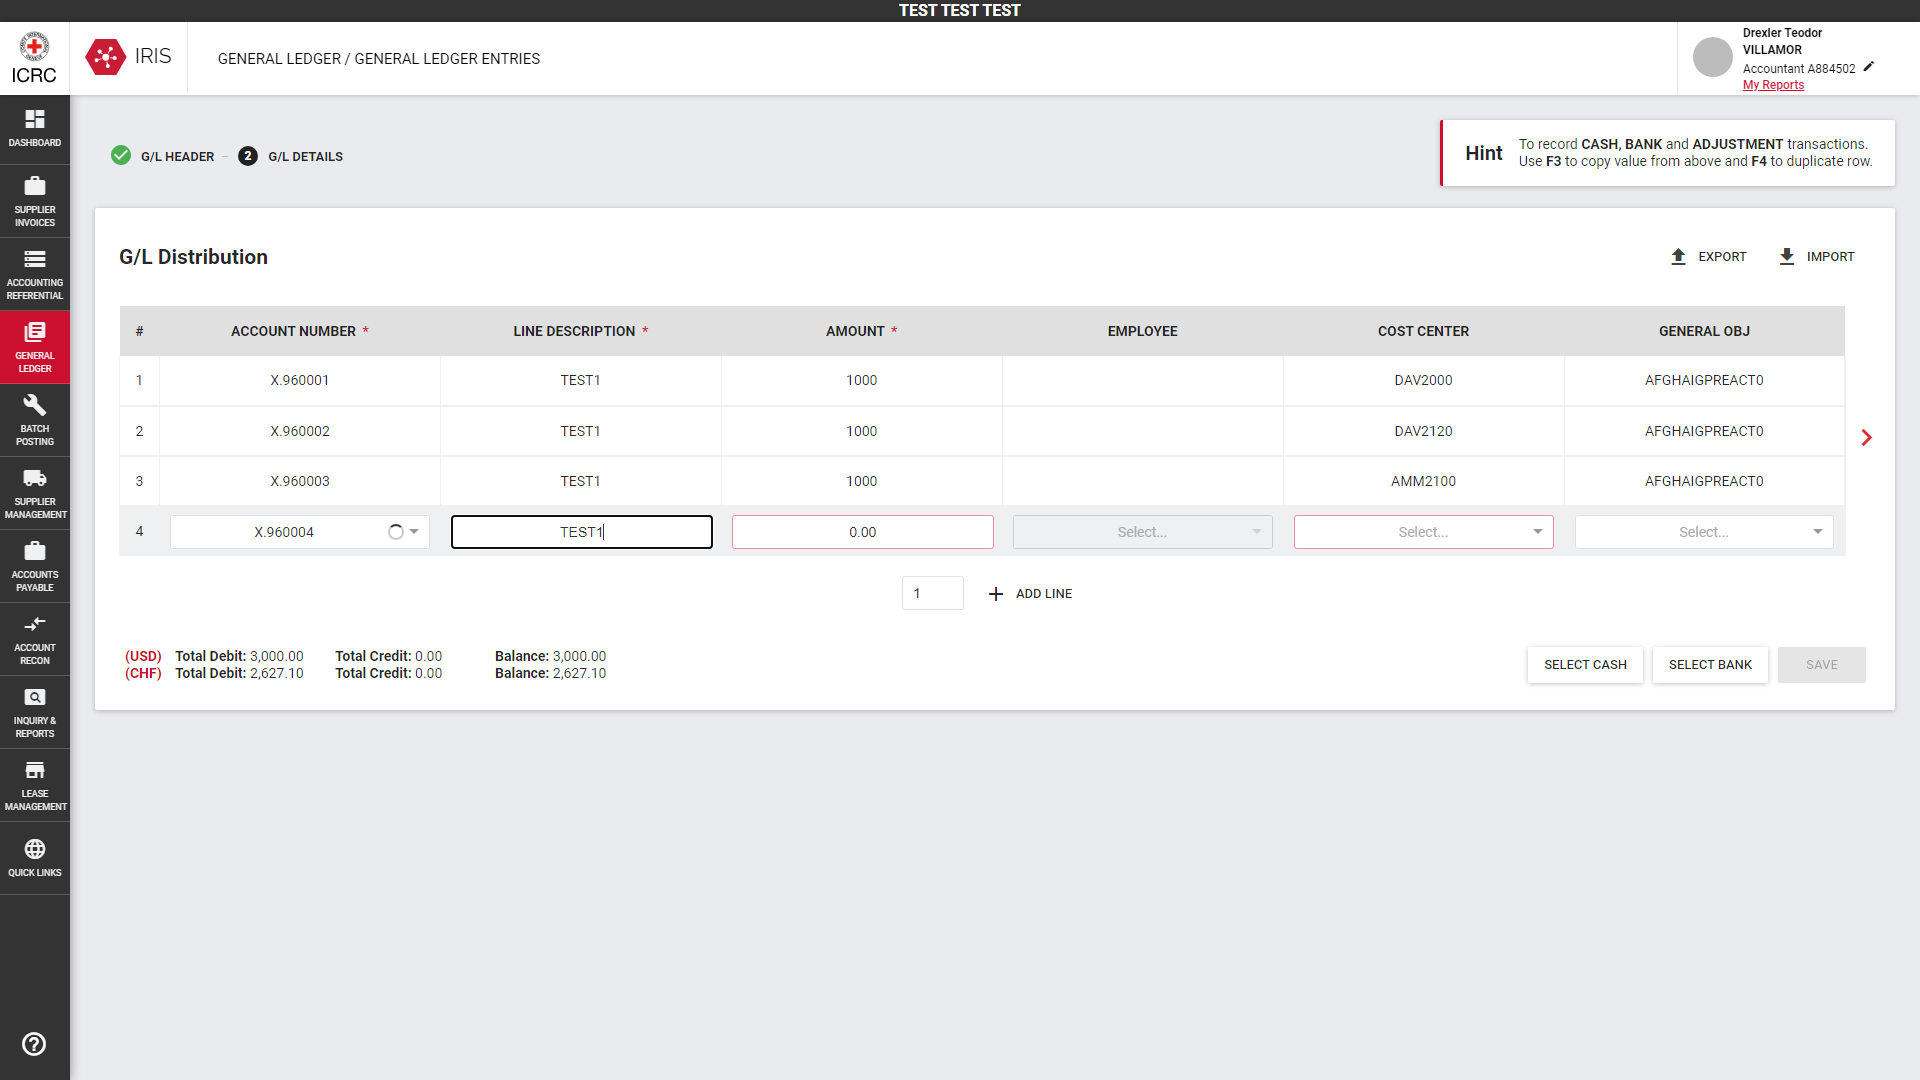 TEST TEST TEST
ICRC
IRIS
GENERAL LEDGER / GENERAL LEDGER ENTRIES
Drexler Teodor
VILLAMOR
Accountant A884502
My Reports
DASHBOARD
SUPPLIER
INVOICES
ACCOUNTING
REFERENTIAL
GENERAL
LEDGER
BATCH
POSTING
SUPPLIER
MANAGEMENT
ACCOUNTS
PAYABLE
ACCOUNT
RECON
INQUIRY &
REPORTS
LEASE
MANAGEMENT
QUICK LINKS
G/L HEADER – 2 G/L DETAILS
Hint
To record CASH, BANK and ADJUSTMENT transactions.
Use F3 to copy value from above and F4 to duplicate row.
G/L Distribution
EXPORT IMPORT
# ACCOUNT NUMBER * LINE DESCRIPTION * AMOUNT * EMPLOYEE COST CENTER GENERAL OBJ
1 X.960001 TEST1 1000 DAV2000 AFGHAIGPREACT0
2 X.960002 TEST1 1000 DAV2120 AFGHAIGPREACT0
3 X.960003 TEST1 1000 AMM2100 AFGHAIGPREACT0
4 X.960004 TEST1 0.00 Select... Select... Select...
1 ADD LINE
(USD) Total Debit: 3,000.00 Total Credit: 0.00 Balance: 3,000.00
(CHF) Total Debit: 2,627.10 Total Credit: 0.00 Balance: 2,627.10
SELECT CASH SELECT BANK SAVE